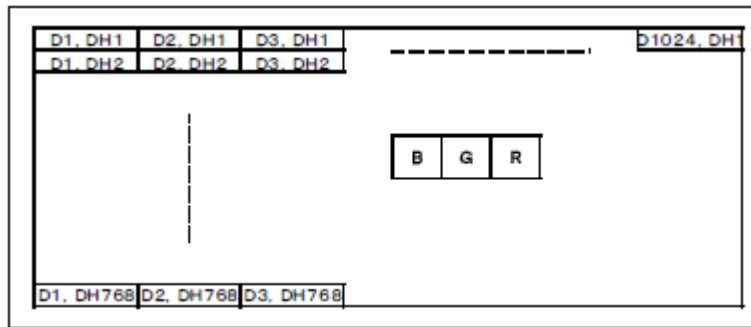 D1, DH1 D2, DH1 D3, DH1 D1024, DH1
D1, DH2 D2, DH2 D3, DH2
B G R
D1, DH768 D2, DH768 D3, DH768